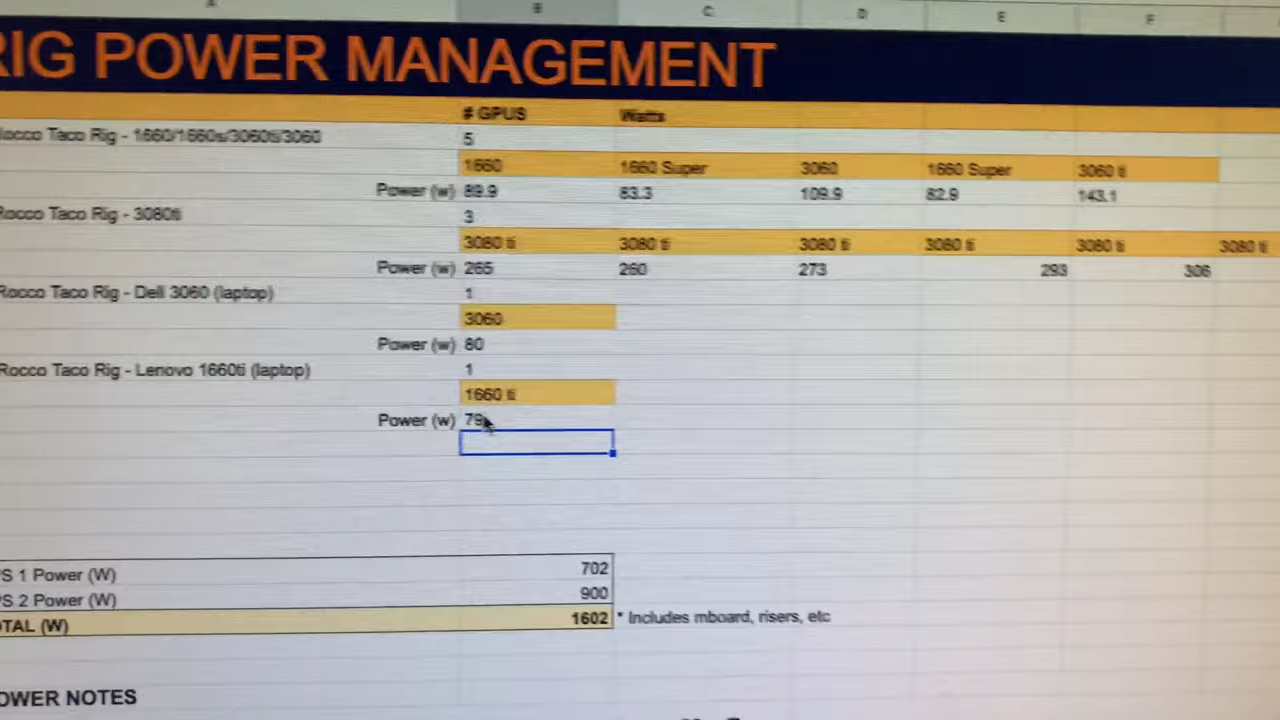 A B C D E F
RIG POWER MANAGEMENT
# GPUS Watts
Rocco Taco Rig - 1660/1660s/3060ti/3060 5
1660 1660 Super 3060 1660 Super 3060 ti
Power (w) 89.9 83.3 109.9 82.9 143.1
Rocco Taco Rig - 3080ti 3
3080 ti 3080 ti 3080 ti 3080 ti 3080 ti 3080 ti
Power (w) 265 260 273 293 306
Rocco Taco Rig - Dell 3060 (laptop) 1
3060
Power (w) 80
Rocco Taco Rig - Lenovo 1660ti (laptop) 1
1660 ti
Power (w) 79
PS 1 Power (W) 702
PS 2 Power (W) 900
OTAL (W) 1602 * Includes mboard, risers, etc
OWER NOTES